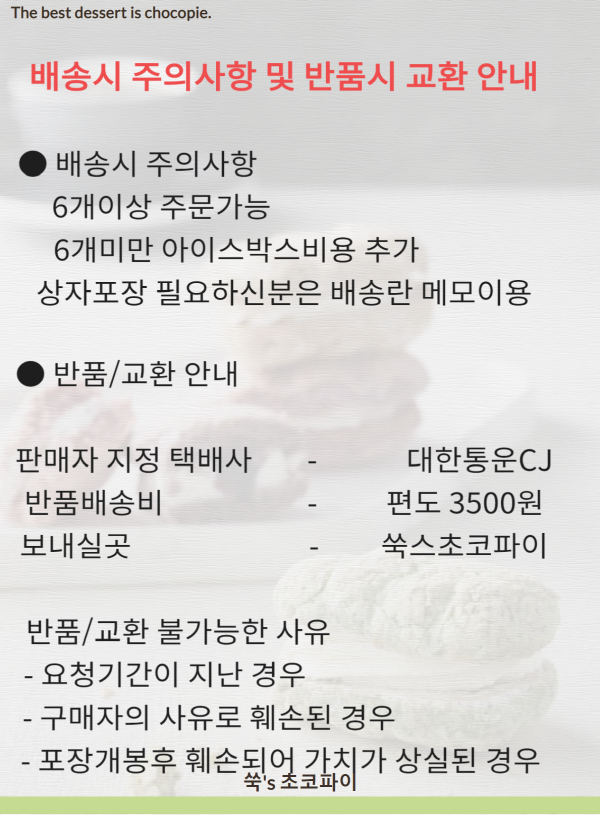 The best dessert is chocopie.
배송시 주의사항 및 반품시 교환 안내
● 배송시 주의사항
6개이상 주문가능
6개미만 아이스박스비용 추가
상자포장 필요하신분은 배송란 메모이용
● 반품/교환 안내
판매자 지정 택배사 - 대한통운CJ
반품배송비 - 편도 3500원
보내실곳 - 쑥스초코파이
반품/교환 불가능한 사유
- 요청기간이 지난 경우
- 구매자의 사유로 훼손된 경우
- 포장개봉후 훼손되어 가치가 상실된 경우
쑥's 초코파이